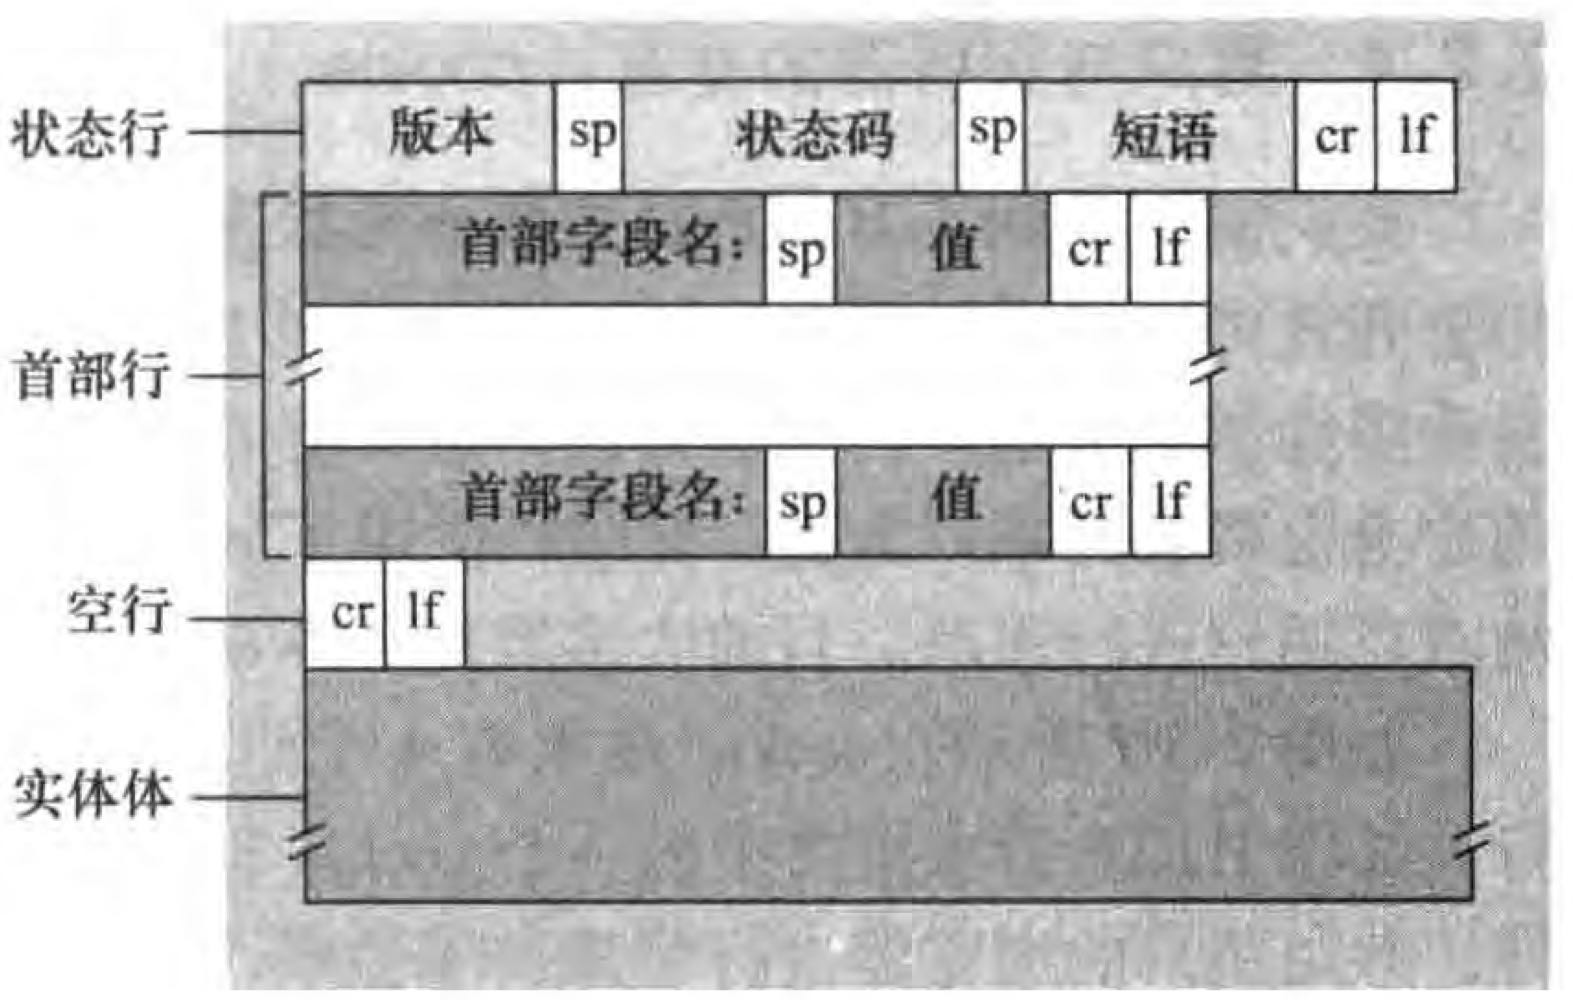 状态行 版本 sp 状态码 sp 短语 cr lf
首部字段名: sp 值 cr lf
首部行
首部字段名: sp 值 cr lf
空行 cr lf
实体体